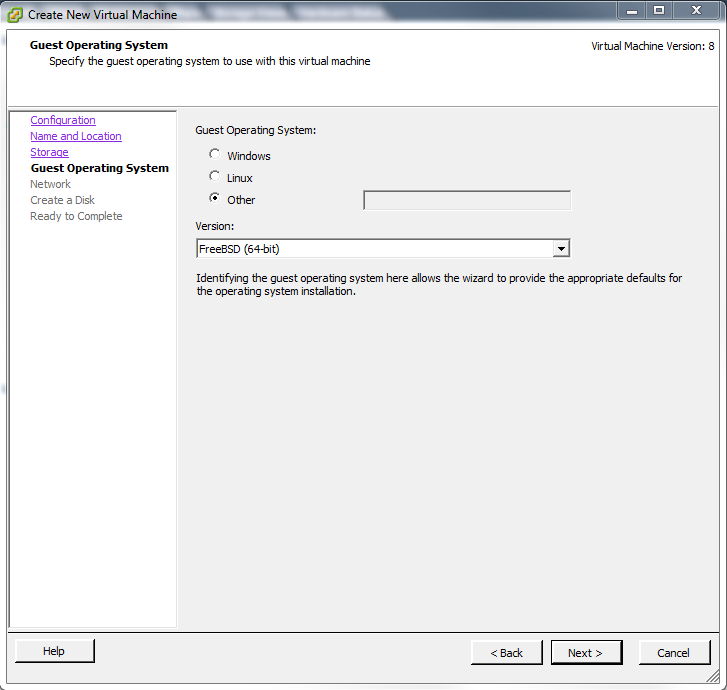 Create New Virtual Machine
Guest Operating System
Virtual Machine Version: 8
Specify the guest operating system to use with this virtual machine
Configuration
Name and Location
Storage
Guest Operating System
Network
Create a Disk
Ready to Complete
Guest Operating System:
Windows
Linux
Other
Version:
FreeBSD (64-bit)
Identifying the guest operating system here allows the wizard to provide the appropriate defaults for
the operating system installation.
Help
< Back
Next >
Cancel